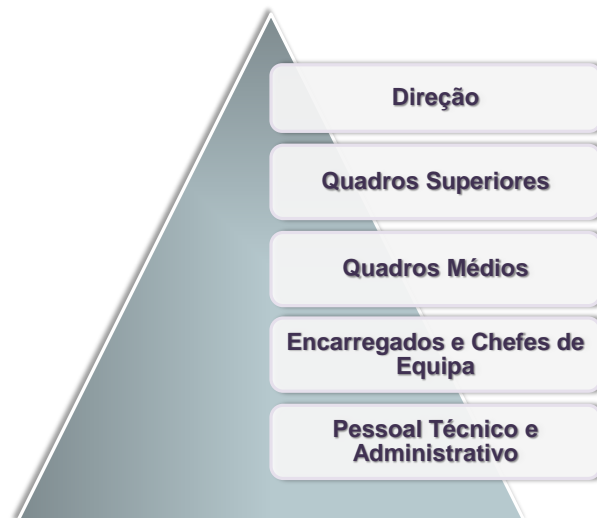 Direção
Quadros Superiores
Quadros Médios
Encarregados e Chefes de
Equipa
Pessoal Técnico e
Administrativo